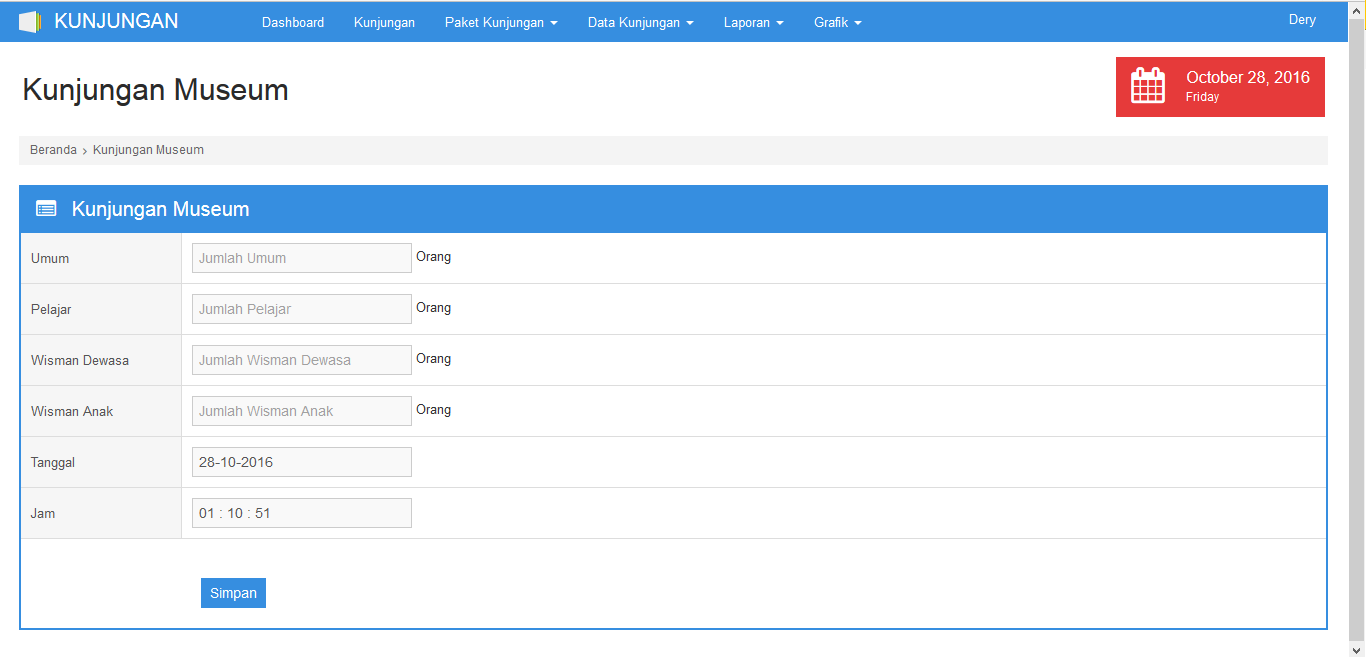 KUNJUNGAN Dashboard Kunjungan Paket Kunjungan Data Kunjungan Laporan Grafik Dery
Kunjungan Museum
October 28, 2016
Friday
Beranda > Kunjungan Museum
Kunjungan Museum
Umum Jumlah Umum Orang
Pelajar Jumlah Pelajar Orang
Wisman Dewasa Jumlah Wisman Dewasa Orang
Wisman Anak Jumlah Wisman Anak Orang
Tanggal 28-10-2016
Jam 01 : 10 : 51
Simpan